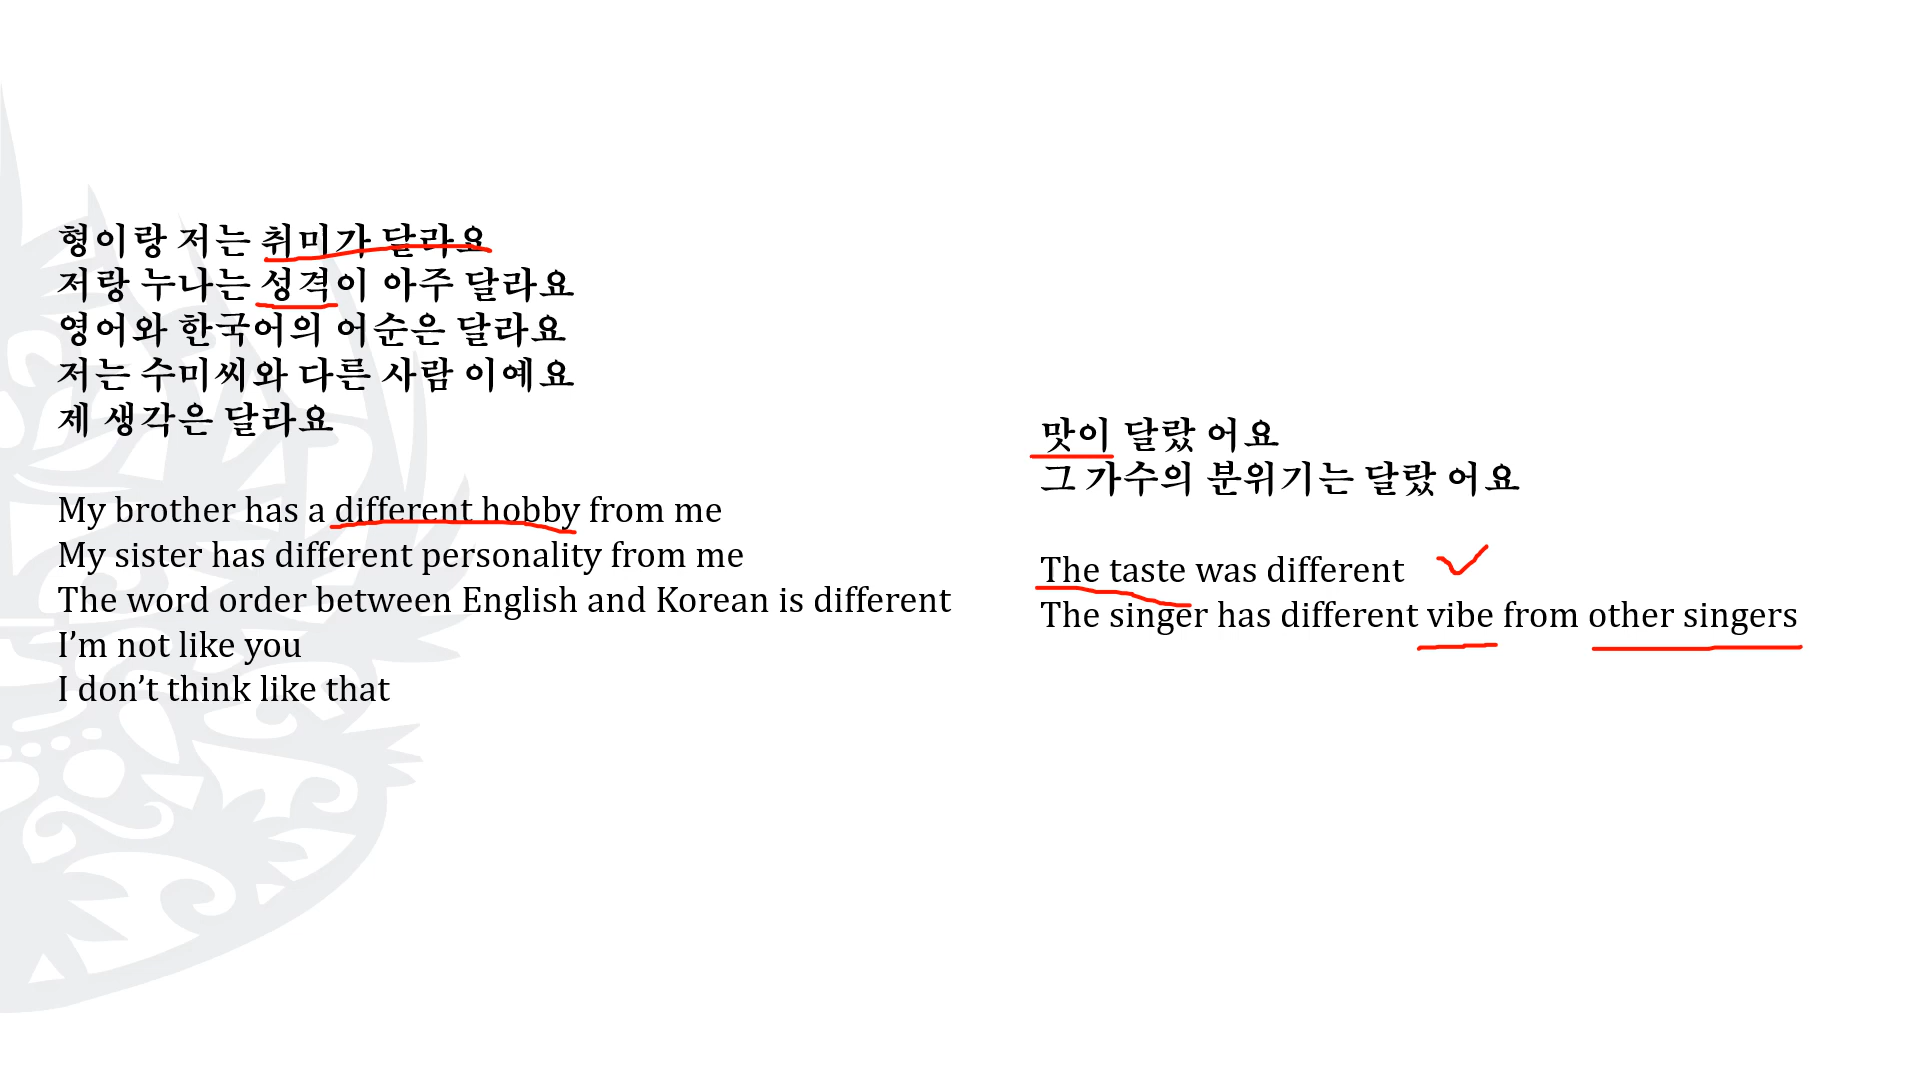 형이랑 저는 취미가 달라요
저랑 누나는 성격이 아주 달라요
영어와 한국어의 어순은 달라요
저는 수미씨와 다른 사람 이예요
제 생각은 달라요
My brother has a different hobby from me
My sister has different personality from me
The word order between English and Korean is different
I’m not like you
I don’t think like that
맛이 달랐 어요
그 가수의 분위기는 달랐 어요
The taste was different
The singer has different vibe from other singers